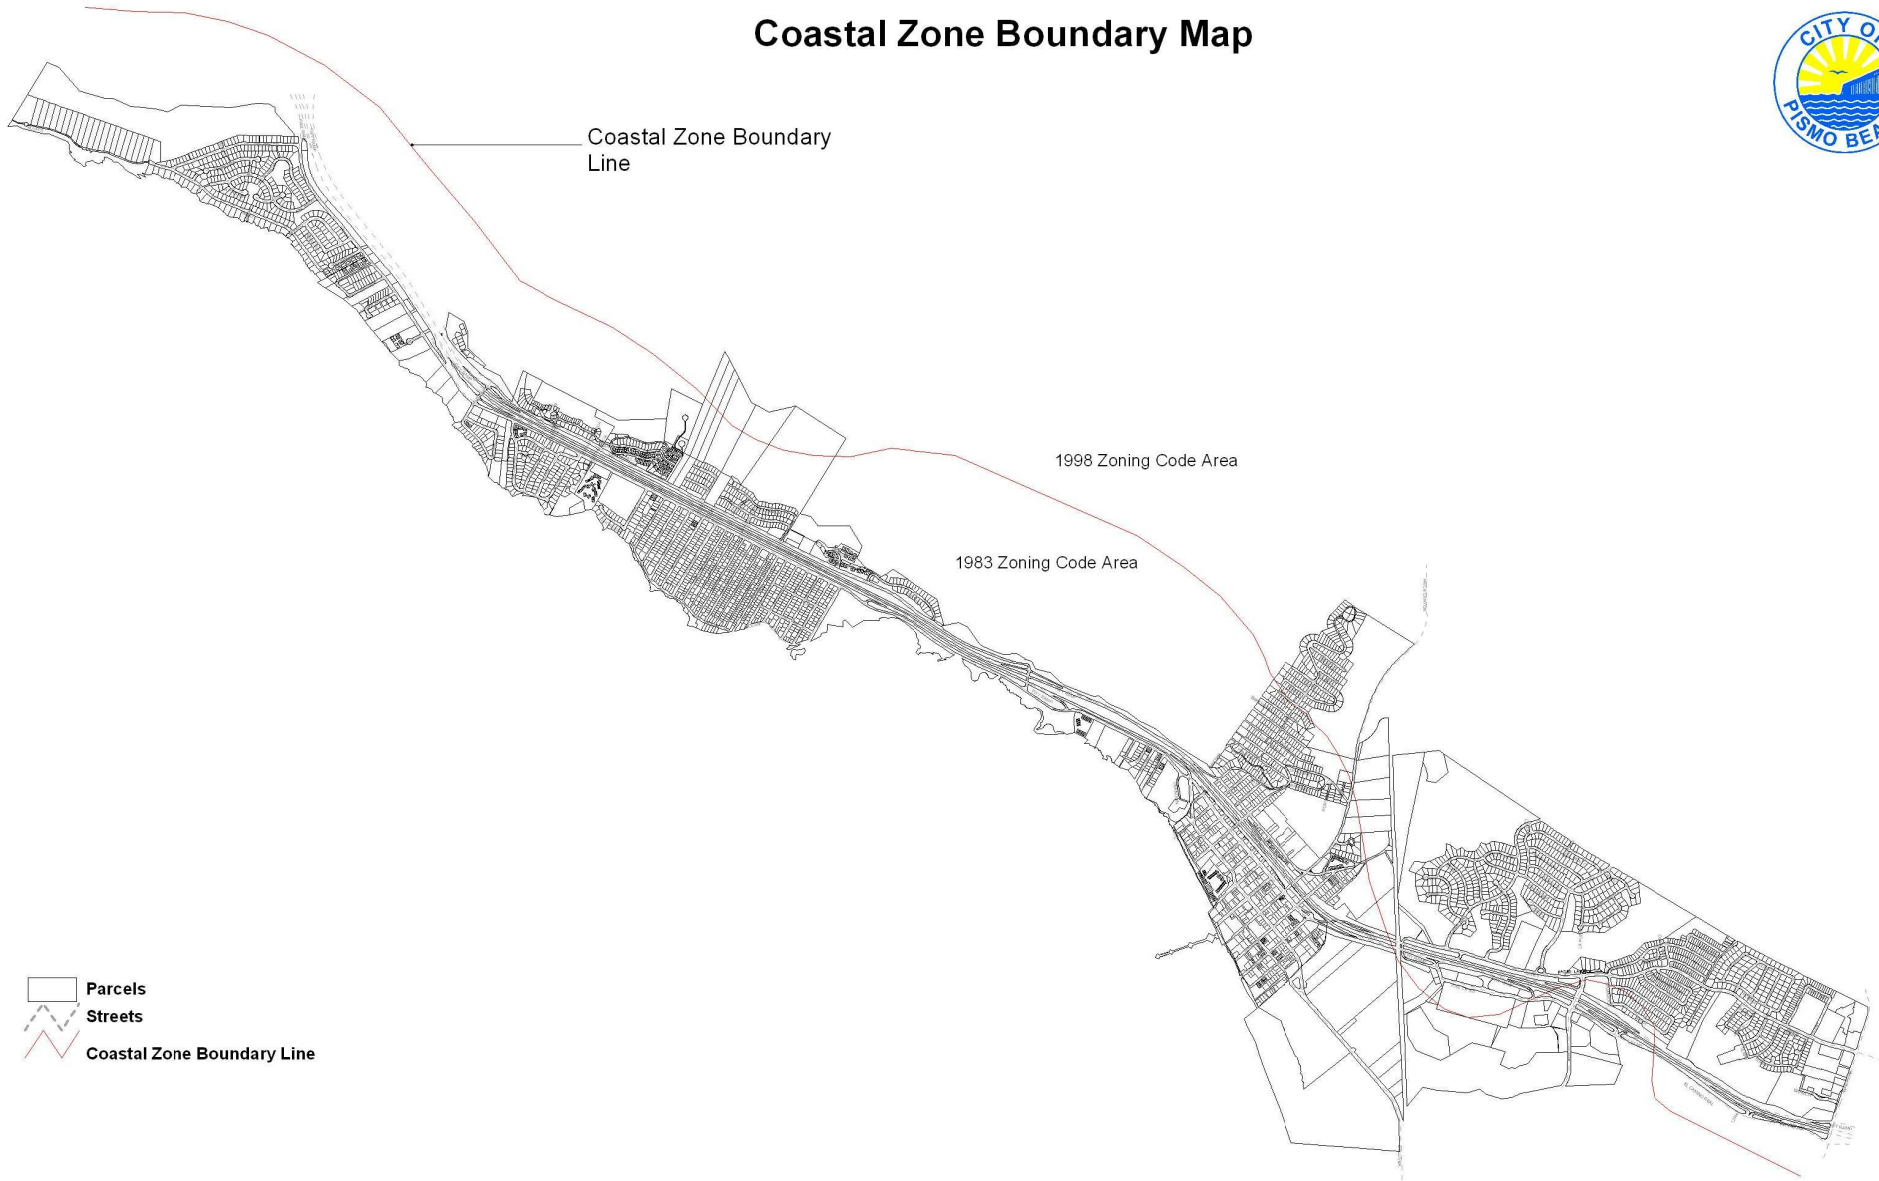 Coastal Zone Boundary Map
CITY O
PISMO BEA
Coastal Zone Boundary
Line
1998 Zoning Code Area
1983 Zoning Code Area
Parcels
Streets
Coastal Zone Boundary Line